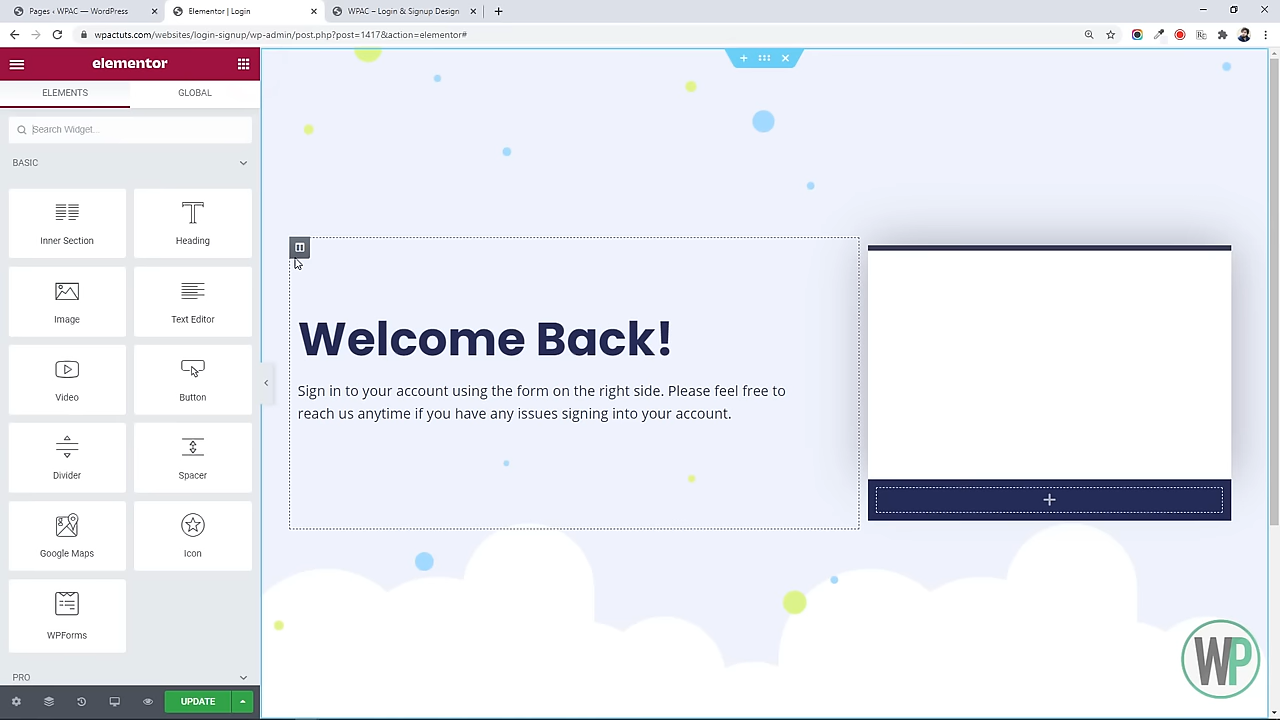 Pages ‹ WPAC — WordPress
Elementor | Login
WPAC – Login & Signup Design
wpactuts.com/websites/login-signup/wp-admin/post.php?post=1417&action=elementor#
elementor
ELEMENTS
GLOBAL
Search Widget...
BASIC
Inner Section
Heading
Image
Text Editor
Video
Button
Divider
Spacer
Google Maps
Icon
WPForms
PRO
UPDATE
Welcome Back!
Sign in to your account using the form on the right side. Please feel free to
reach us anytime if you have any issues signing into your account.
WP